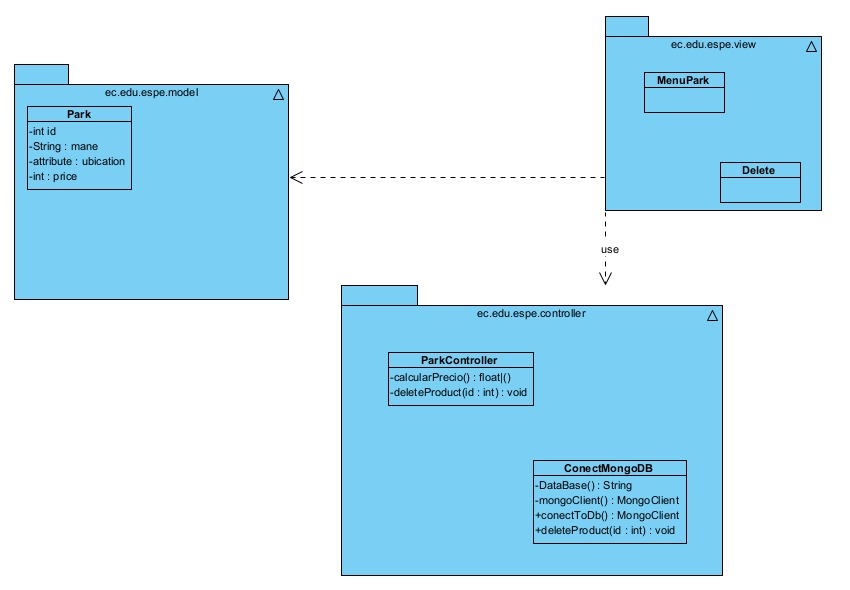 ec.edu.espe.view
MenuPark
Delete
ec.edu.espe.model
Park
-int id
-String : mane
-attribute : ubication
-int : price
use
ec.edu.espe.controller
ParkController
-calcularPrecio() : float|()
-deleteProduct(id : int) : void
ConectMongoDB
-DataBase() : String
-mongoClient() : MongoClient
+conectToDb() : MongoClient
+deleteProduct(id : int) : void